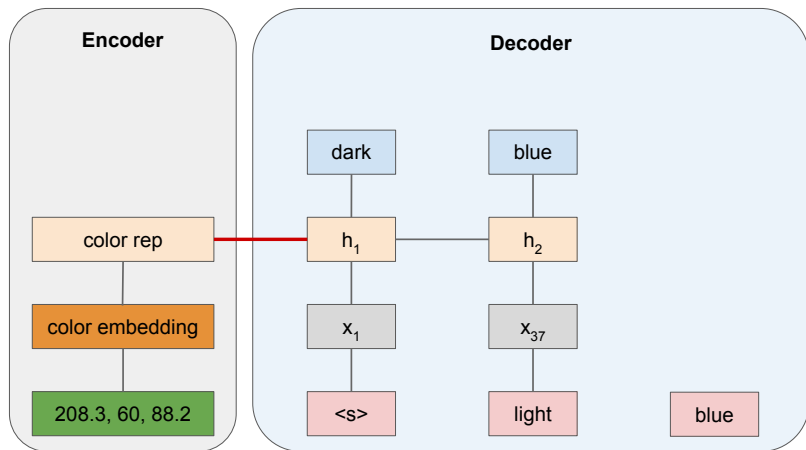 Encoder
Decoder
dark
blue
color rep
h1
h2
color embedding
x1
x37
208.3, 60, 88.2
<s>
light
blue